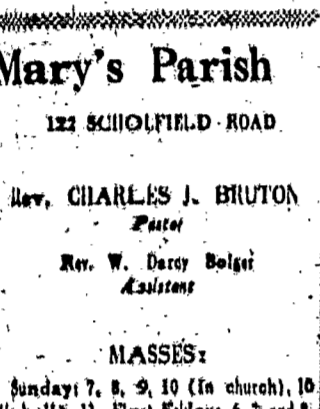 Mary's Parish
122 SCHOLFIELD ROAD
Rev. CHARLES J. BRUTON
Pastor
Rev. W. Darcy Bolger
Assistant
MASSES:
Sunday: 7, 8, 9, 10 (In church), 10